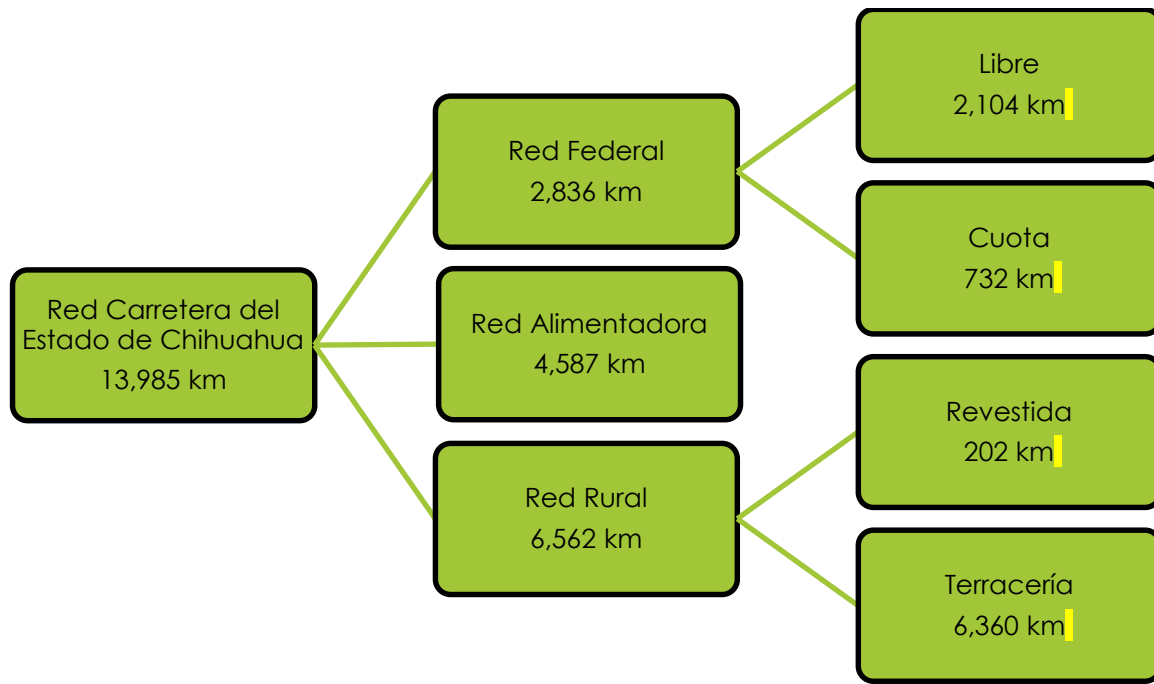 Red Carretera del
Estado de Chihuahua
13,985 km
Red Federal
2,836 km
Libre
2,104 km
Cuota
732 km
Red Alimentadora
4,587 km
Red Rural
6,562 km
Revestida
202 km
Terracería
6,360 km